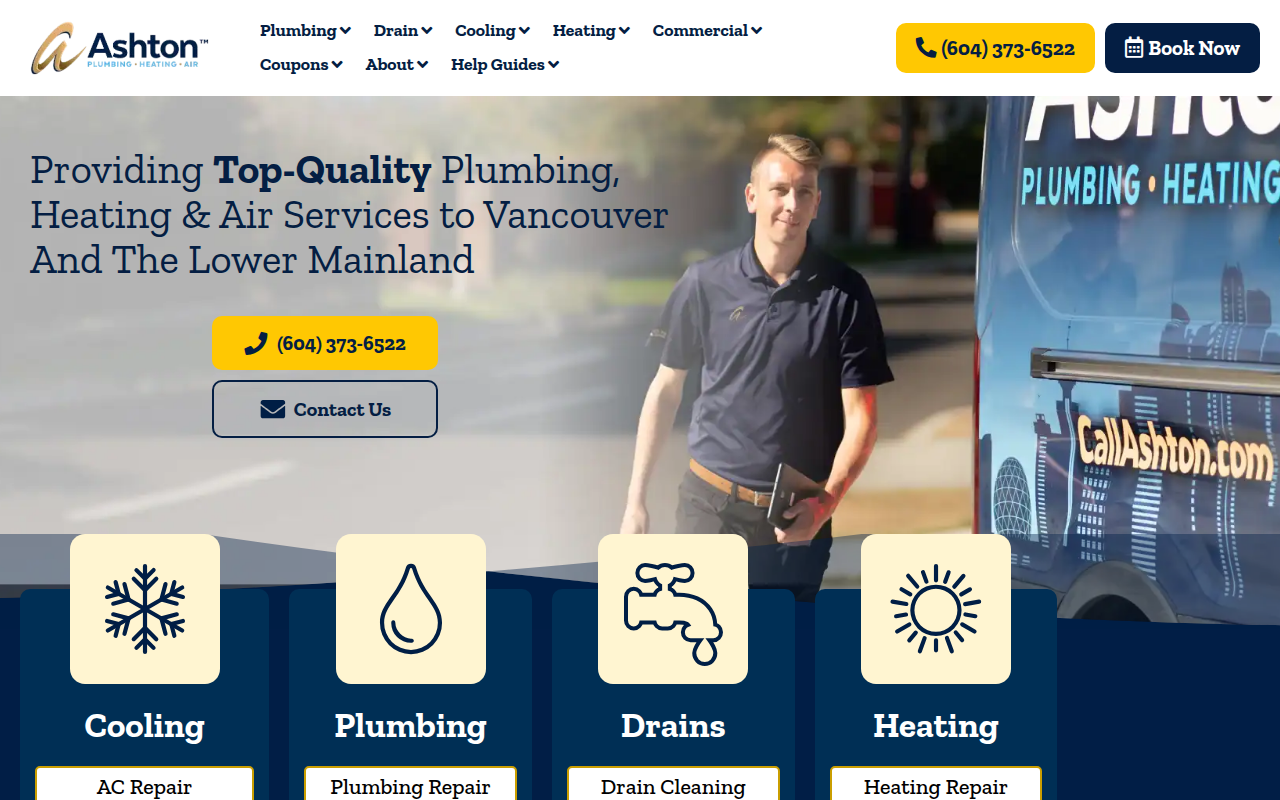 Ashton™
PLUMBING • HEATING • AIR
Plumbing Drain Cooling Heating Commercial
Coupons About Help Guides
(604) 373-6522
Book Now
Providing Top-Quality Plumbing,
Heating & Air Services to Vancouver
And The Lower Mainland
(604) 373-6522
Contact Us
Ashto
PLUMBING • HEATING
CallAshton.com
Cooling
AC Repair
Plumbing
Plumbing Repair
Drains
Drain Cleaning
Heating
Heating Repair